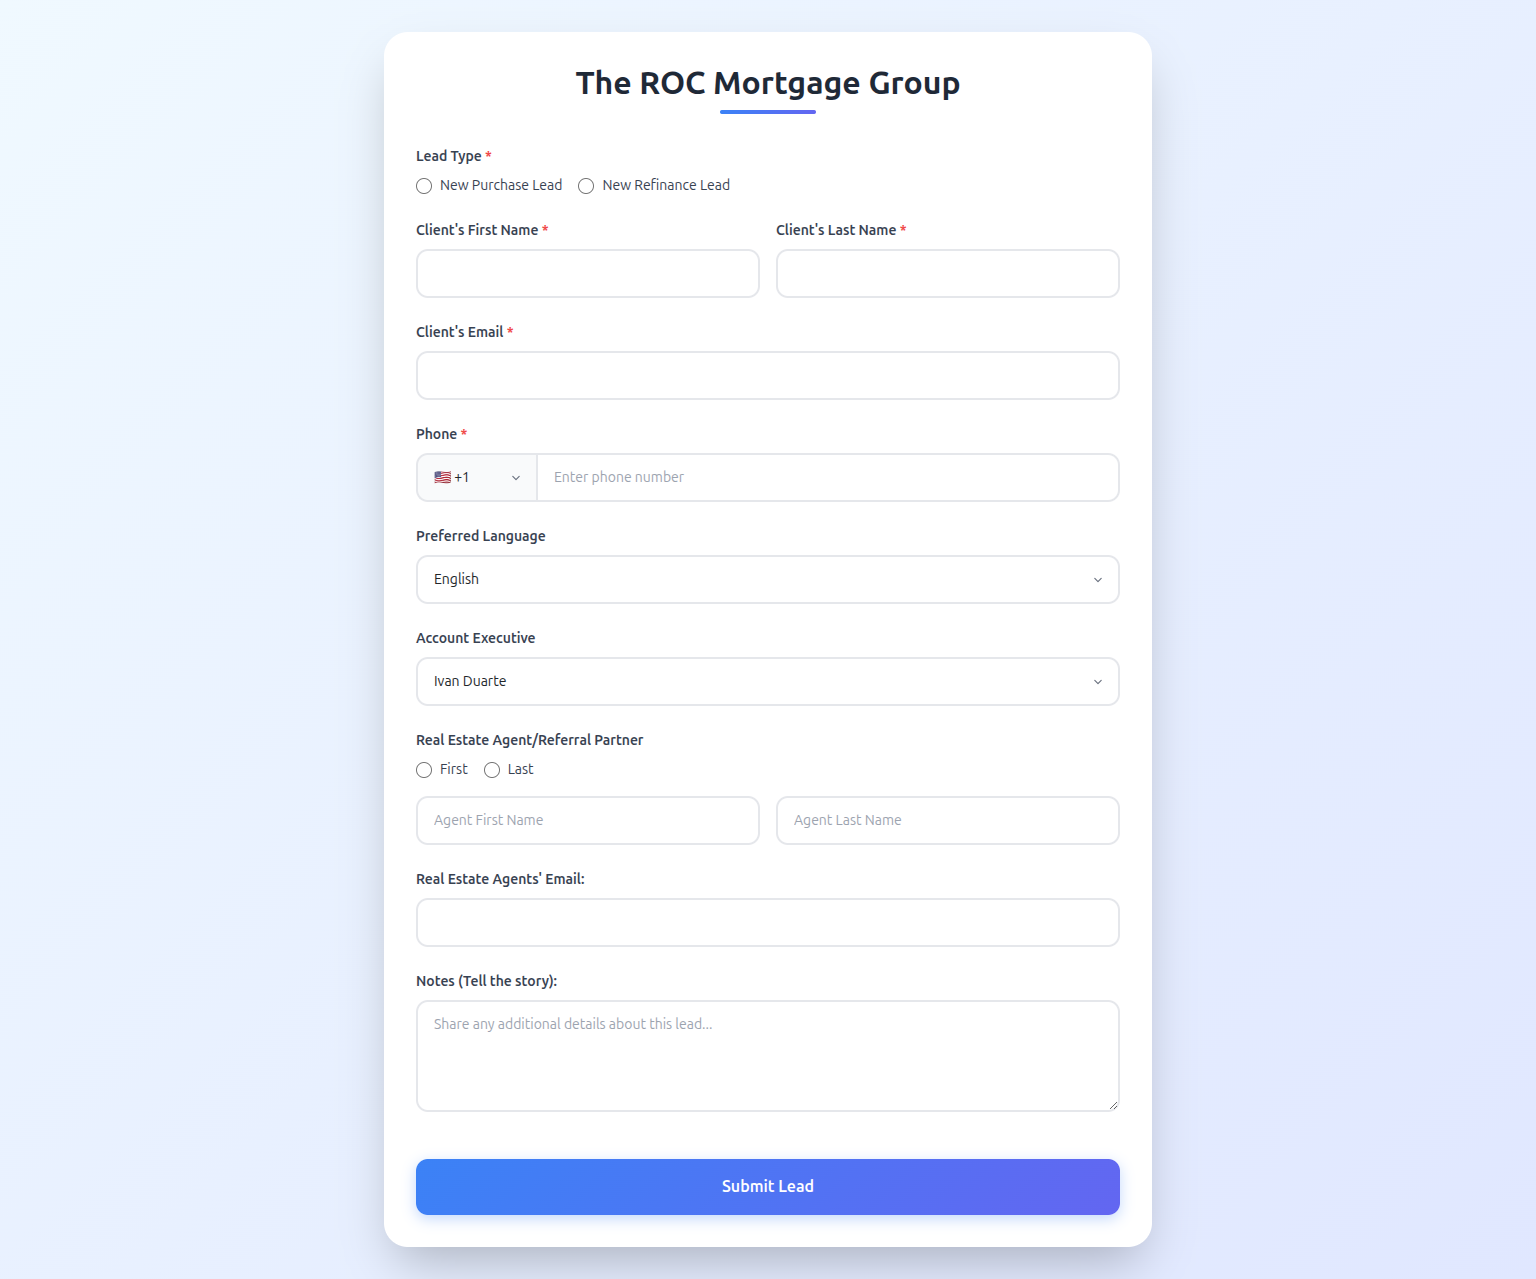 The ROC Mortgage Group
Lead Type *
New Purchase Lead New Refinance Lead
Client's First Name * Client's Last Name *
Client's Email *
Phone *
🇺🇸 +1 Enter phone number
Preferred Language
English
Account Executive
Ivan Duarte
Real Estate Agent/Referral Partner
First Last
Agent First Name Agent Last Name
Real Estate Agents' Email:
Notes (Tell the story):
Share any additional details about this lead...
Submit Lead